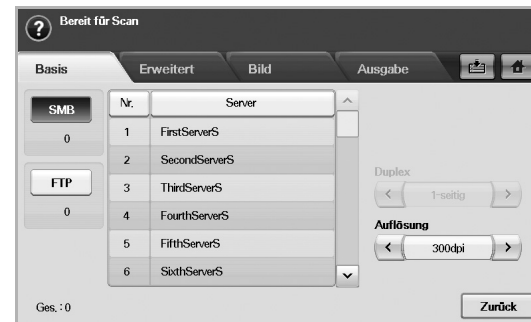 ? Bereit für Scan
Basis Erweitert Bild Ausgabe
SMB
0
FTP
0
Nr. Server
1 FirstServerS
2 SecondServerS
3 ThirdServerS
4 FourthServerS
5 FifthServerS
6 SixthServerS
Duplex
< 1-seitig >
Auflösung
< 300dpi >
Ges.: 0
Zurück